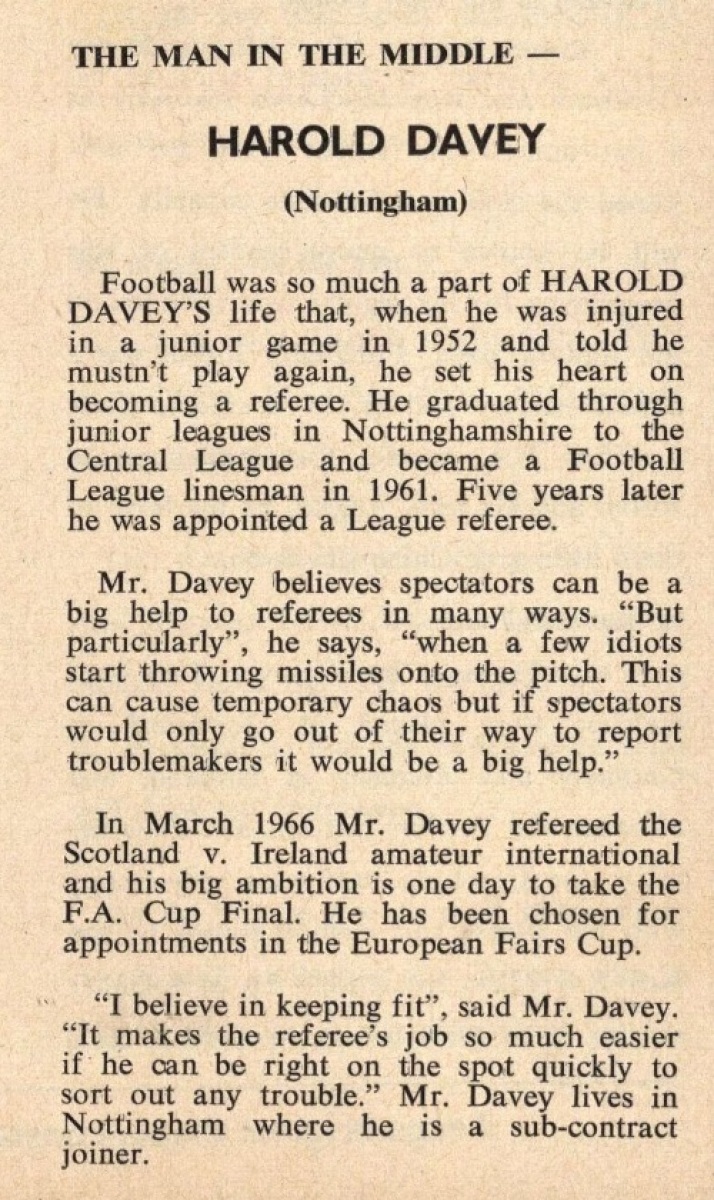 THE MAN IN THE MIDDLE —
HAROLD DAVEY
(Nottingham)
Football was so much a part of HAROLD
DAVEY'S life that, when he was injured
in a junior game in 1952 and told he
mustn't play again, he set his heart on
becoming a referee. He graduated through
junior leagues in Nottinghamshire to the
Central League and became a Football
League linesman in 1961. Five years later
he was appointed a League referee.
Mr. Davey believes spectators can be a
big help to referees in many ways. “But
particularly”, he says, “when a few idiots
start throwing missiles onto the pitch. This
can cause temporary chaos but if spectators
would only go out of their way to report
troublemakers it would be a big help.”
In March 1966 Mr. Davey refereed the
Scotland v. Ireland amateur international
and his big ambition is one day to take the
F.A. Cup Final. He has been chosen for
appointments in the European Fairs Cup.
“I believe in keeping fit”, said Mr. Davey.
“It makes the referee's job so much easier
if he can be right on the spot quickly to
sort out any trouble.” Mr. Davey lives in
Nottingham where he is a sub-contract
joiner.